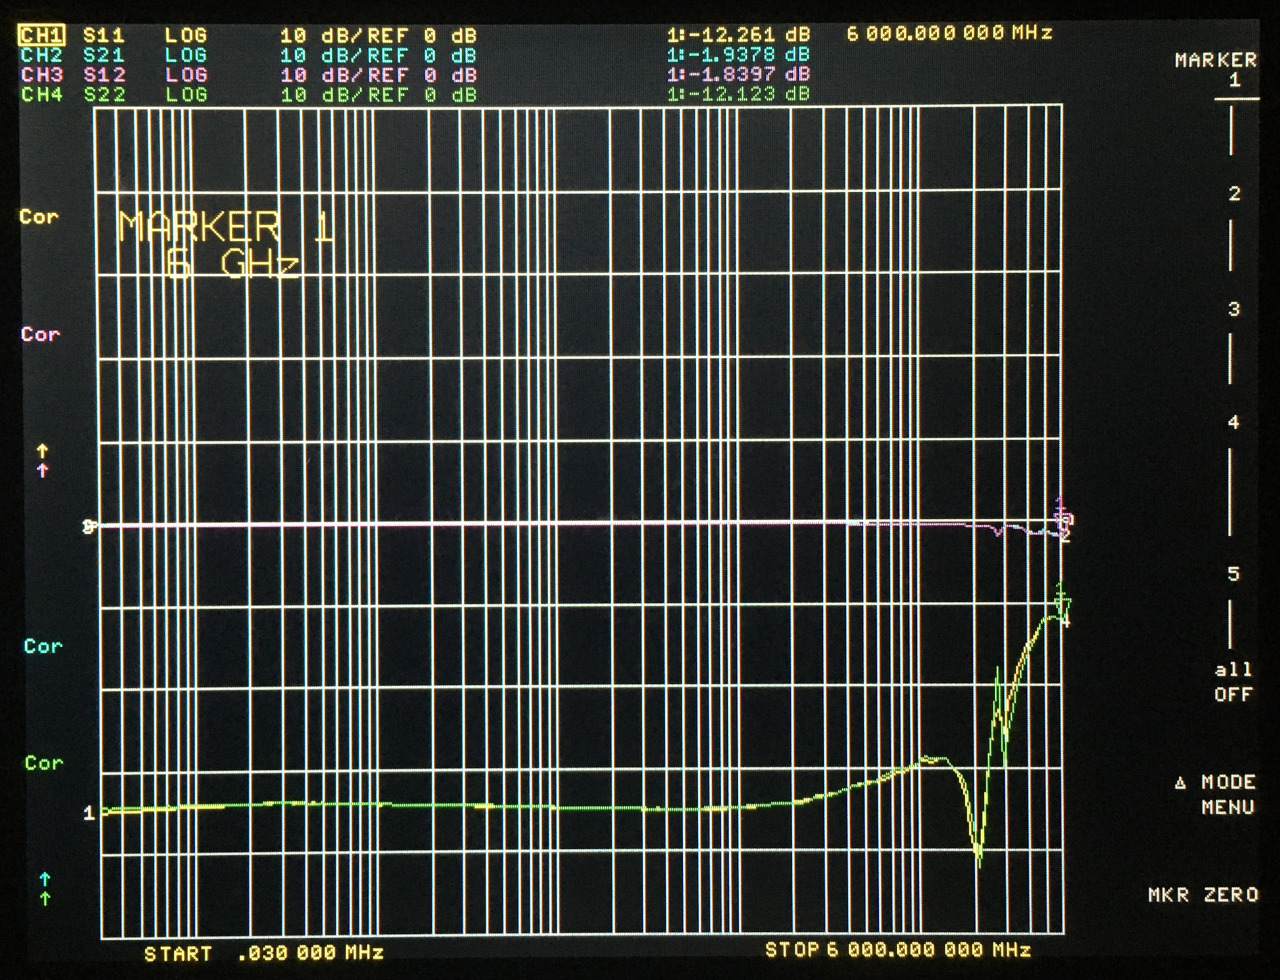 CH1 S11 LOG 10 dB/REF 0 dB 1:-12.261 dB 6 000.000 000 MHz
CH2 S21 LOG 10 dB/REF 0 dB 1:-1.9378 dB
CH3 S12 LOG 10 dB/REF 0 dB 1:-1.8397 dB
CH4 S22 LOG 10 dB/REF 0 dB 1:-12.123 dB
MARKER
1
2
3
4
5
all
OFF
Δ MODE
MENU
MKR ZERO
Cor
MARKER 1
6 GHz
Cor
↑
↑
2
4
Cor
Cor
1
↑
↑
START .030 000 MHz STOP 6 000.000 000 MHz